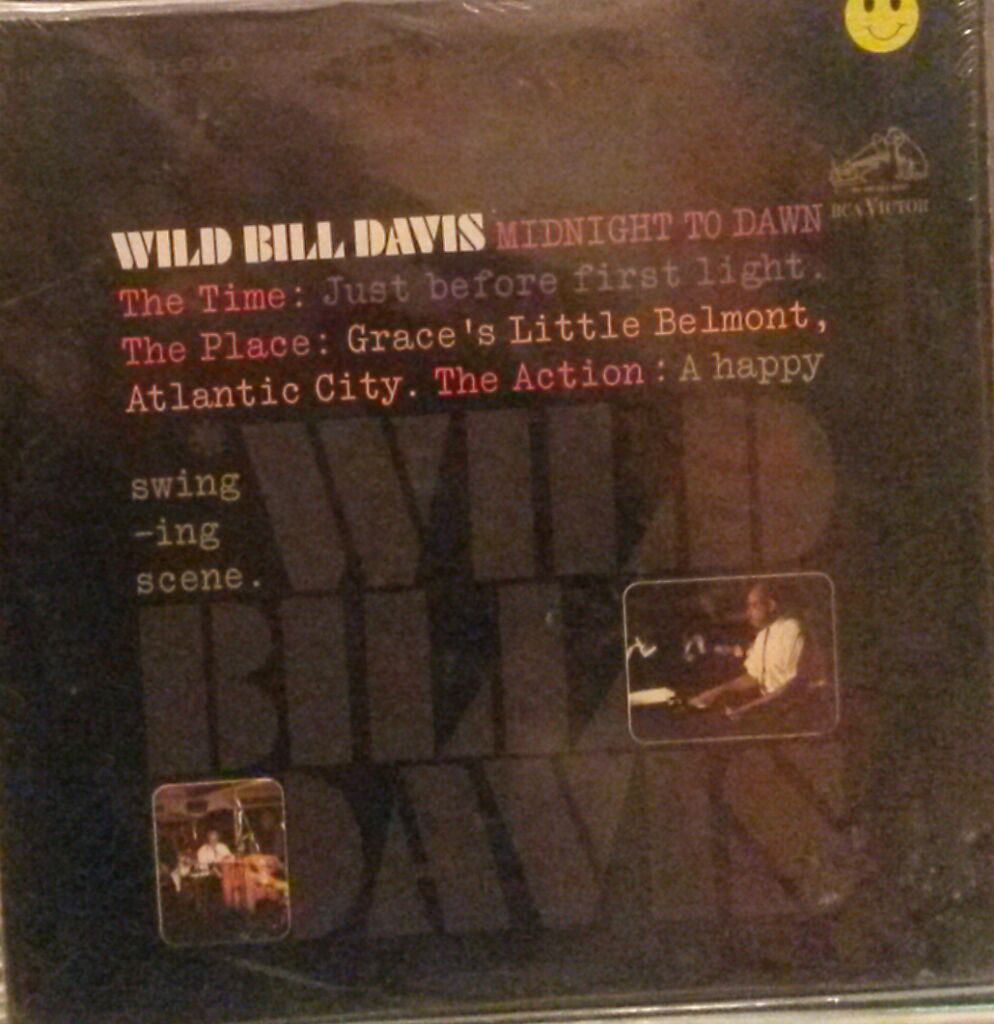 RCA VICTOR
WILD BILL DAVIS MIDNIGHT TO DAWN
The Time: Just before first light.
The Place: Grace's Little Belmont,
Atlantic City. The Action: A happy
swing
-ing
scene.
WILD
BILL
DAVIS